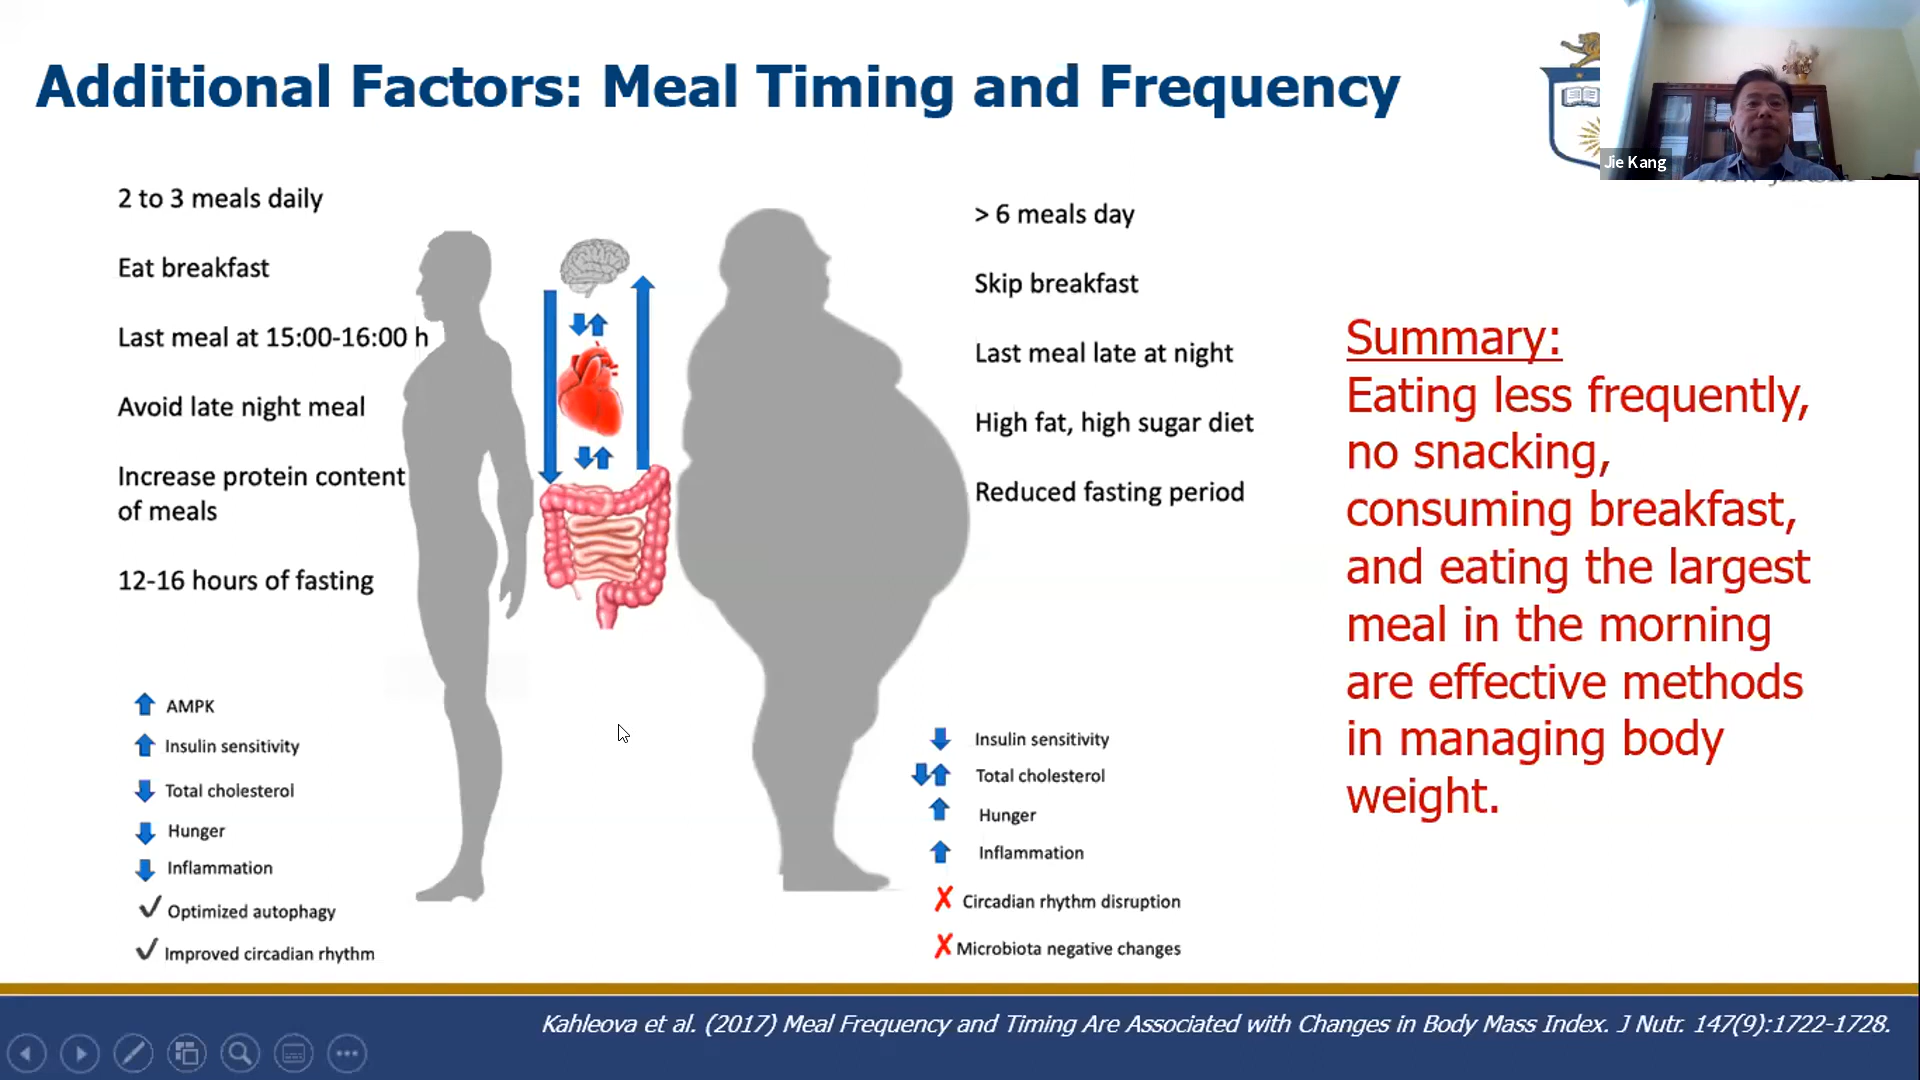 Additional Factors: Meal Timing and Frequency
Jie Kang
2 to 3 meals daily
Eat breakfast
Last meal at 15:00-16:00 h
Avoid late night meal
Increase protein content
of meals
12-16 hours of fasting
AMPK
Insulin sensitivity
Total cholesterol
Hunger
Inflammation
Optimized autophagy
Improved circadian rhythm
> 6 meals day
Skip breakfast
Last meal late at night
High fat, high sugar diet
Reduced fasting period
Insulin sensitivity
Total cholesterol
Hunger
Inflammation
Circadian rhythm disruption
Microbiota negative changes
Summary:
Eating less frequently,
no snacking,
consuming breakfast,
and eating the largest
meal in the morning
are effective methods
in managing body
weight.
Kahleova et al. (2017) Meal Frequency and Timing Are Associated with Changes in Body Mass Index. J Nutr. 147(9):1722-1728.